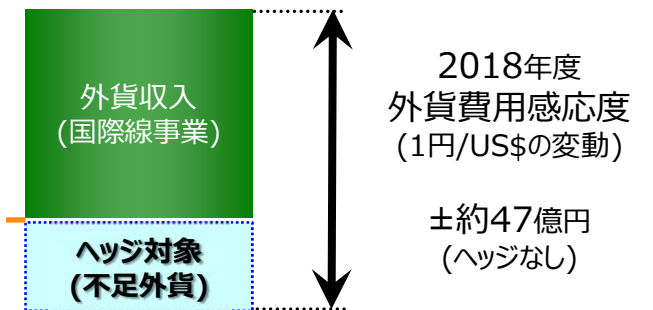 外貨収入
(国際線事業)
ヘッジ対象
(不足外貨)
2018年度
外貨費用感応度
(1円/US$の変動)
±約47億円
(ヘッジなし)